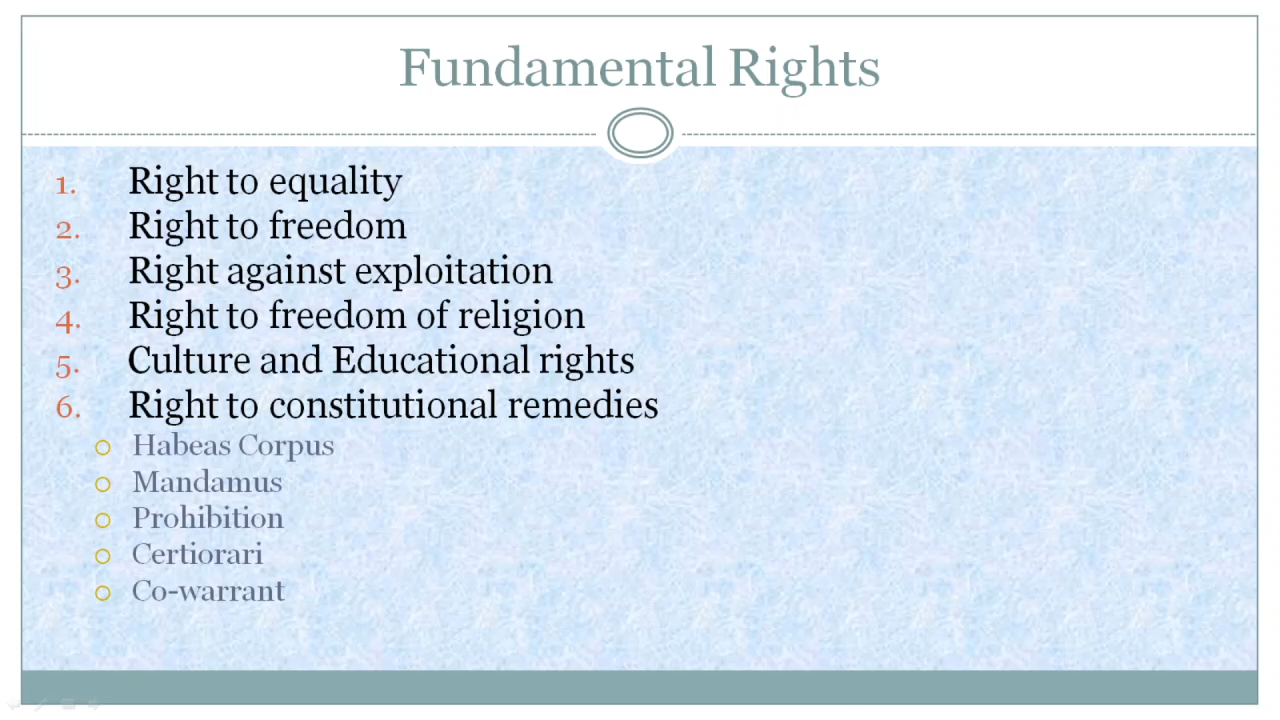 Fundamental Rights
1. Right to equality
2. Right to freedom
3. Right against exploitation
4. Right to freedom of religion
5. Culture and Educational rights
6. Right to constitutional remedies
Habeas Corpus
Mandamus
Prohibition
Certiorari
Co-warrant